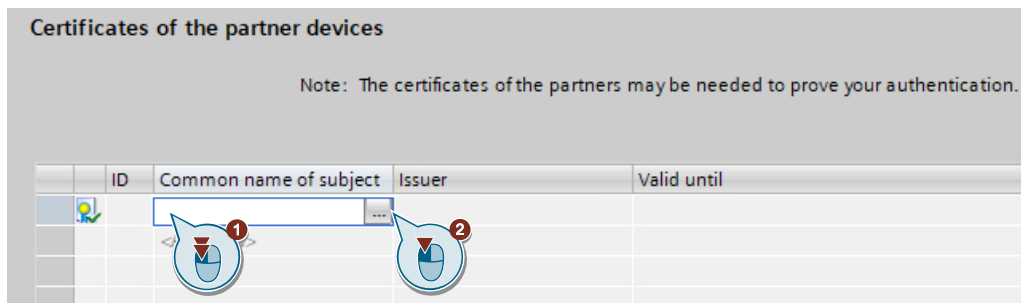 Certificates of the partner devices
Note: The certificates of the partners may be needed to prove your authentication.
ID Common name of subject Issuer Valid until
...
1 2